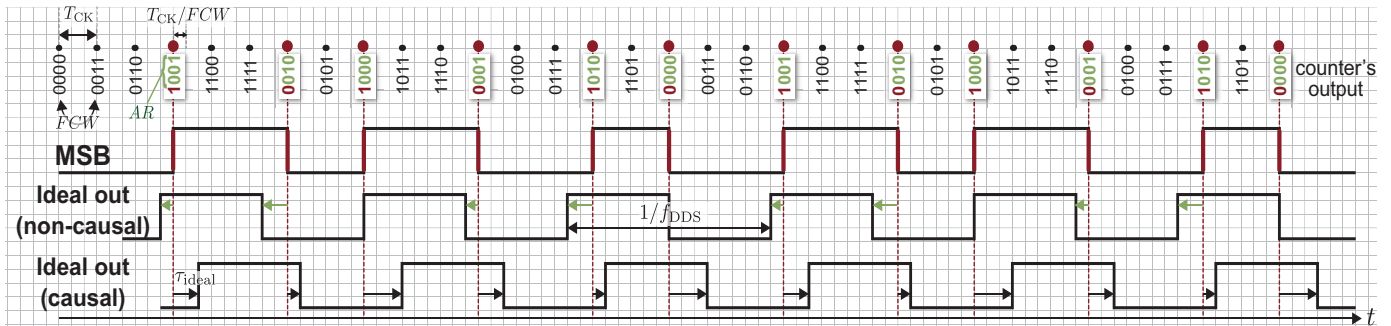 T_CK T_CK/FCW
0000 0011 0110 1001 1100 1111 0010 0101 1000 1011 1110 0001 0100 0111 1010 1101 0000 0011 0110 1001 1100 1111 0010 0101 1000 1011 1110 0001 0100 0111 1010 1101 0000
counter's
output
FCW AR
MSB
Ideal out
(non-causal)
1/f_DDS
Ideal out
(causal)
τ_ideal
t